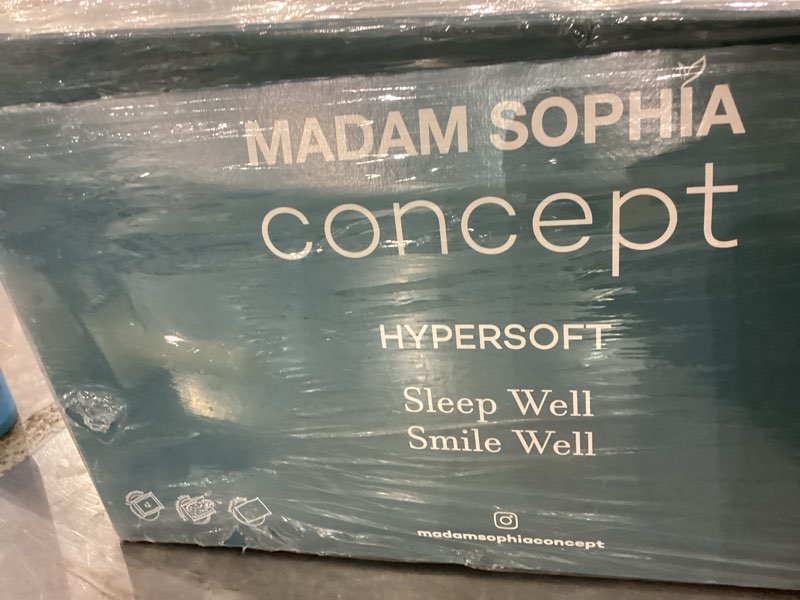 MADAM SOPHIA
concept
HYPERSOFT
Sleep Well
Smile Well
madamsophiaconcept